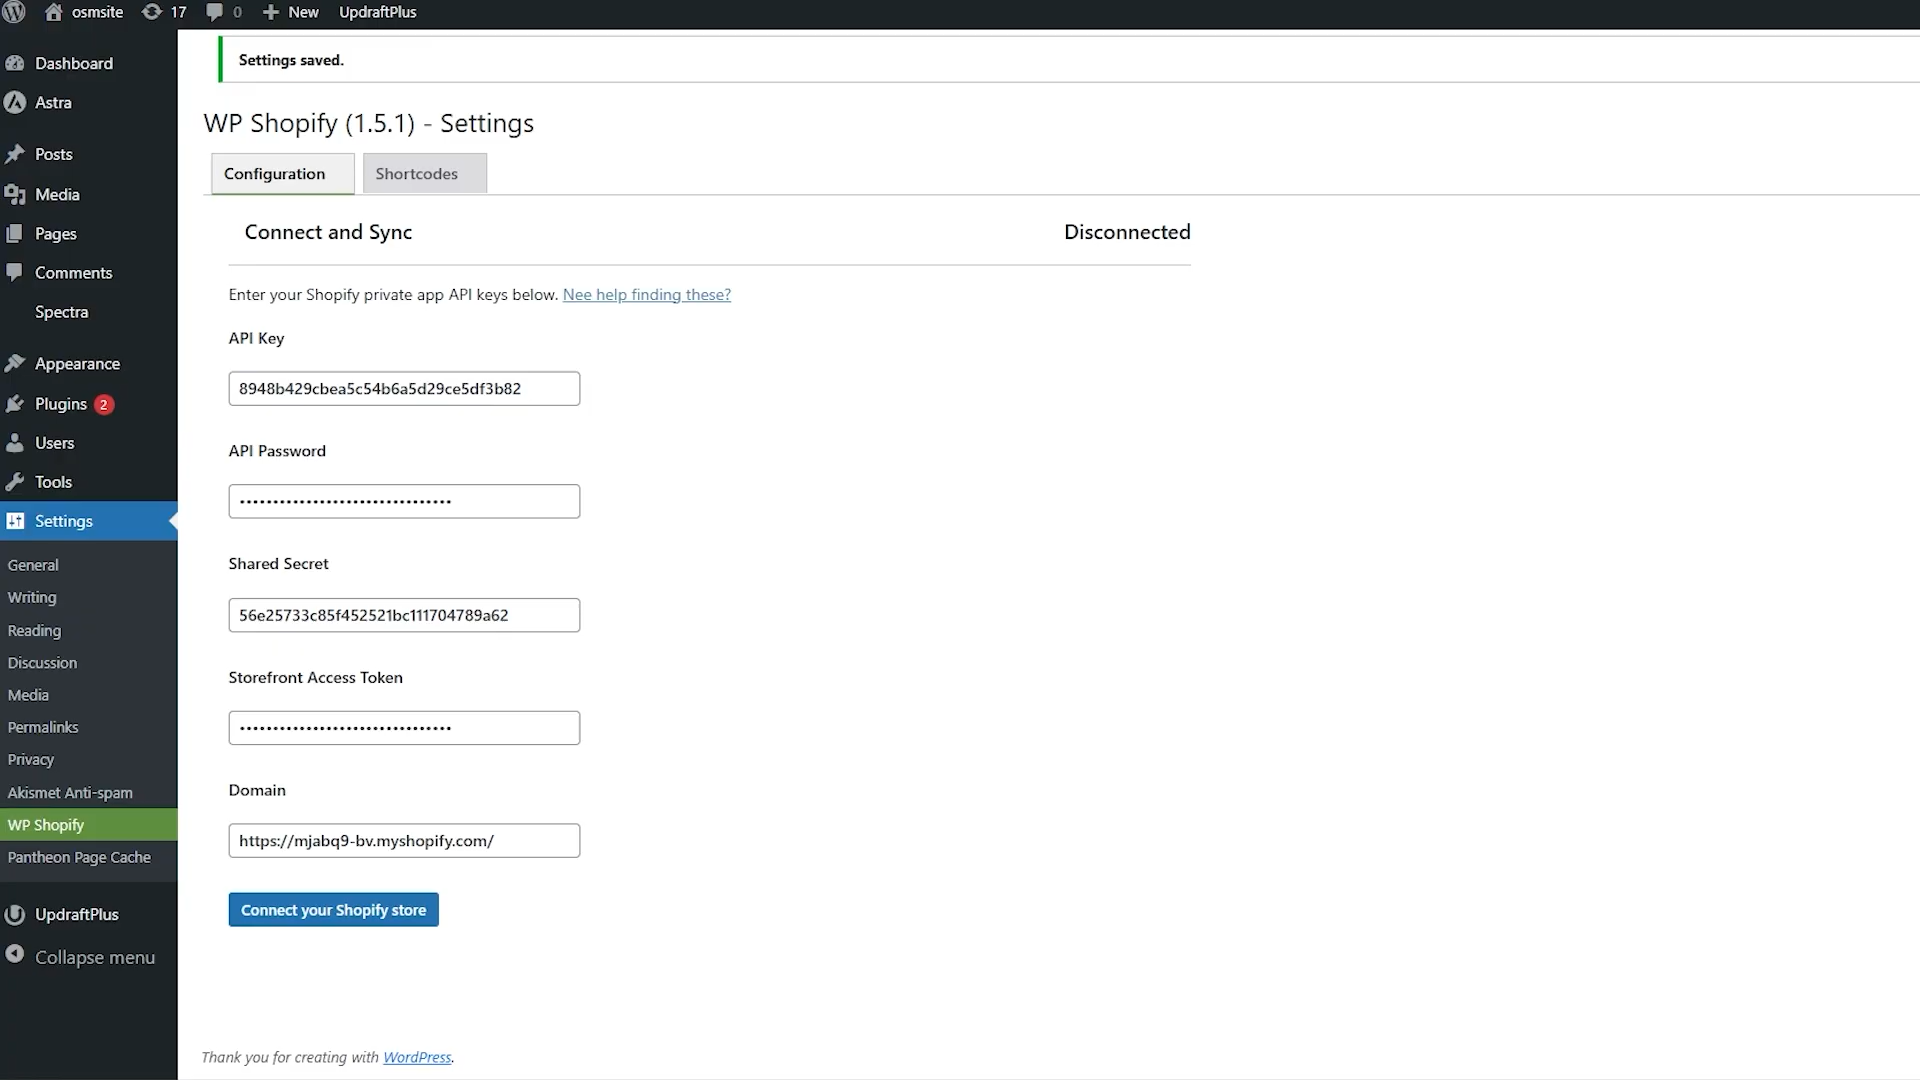 osmsite 17 0 New UpdraftPlus
Dashboard
Astra
Posts
Media
Pages
Comments
Spectra
Appearance
Plugins 2
Users
Tools
Settings
General
Writing
Reading
Discussion
Media
Permalinks
Privacy
Akismet Anti-spam
WP Shopify
Pantheon Page Cache
UpdraftPlus
Collapse menu
Settings saved.
WP Shopify (1.5.1) - Settings
Configuration Shortcodes
Connect and Sync Disconnected
Enter your Shopify private app API keys below. Nee help finding these?
API Key
8948b429cbea5c54b6a5d29ce5df3b82
API Password
••••••••••••••••••••••••••••••••
Shared Secret
56e25733c85f452521bc111704789a62
Storefront Access Token
••••••••••••••••••••••••••••••••
Domain
https://mjabq9-bv.myshopify.com/
Connect your Shopify store
Thank you for creating with WordPress.